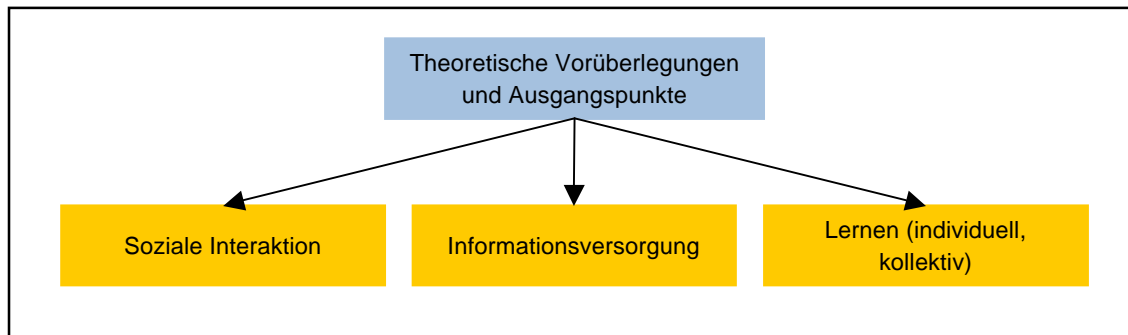 Theoretische Vorüberlegungen
und Ausgangspunkte
Soziale Interaktion
Informationsversorgung
Lernen (individuell,
kollektiv)